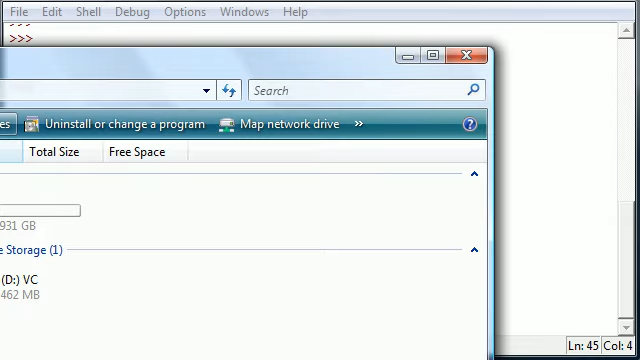 File Edit Shell Debug Options Windows Help
>>>
>>>
Search
es Uninstall or change a program Map network drive »
Total Size Free Space
931 GB
e Storage (1)
(D:) VC
462 MB
Ln: 45 Col: 4